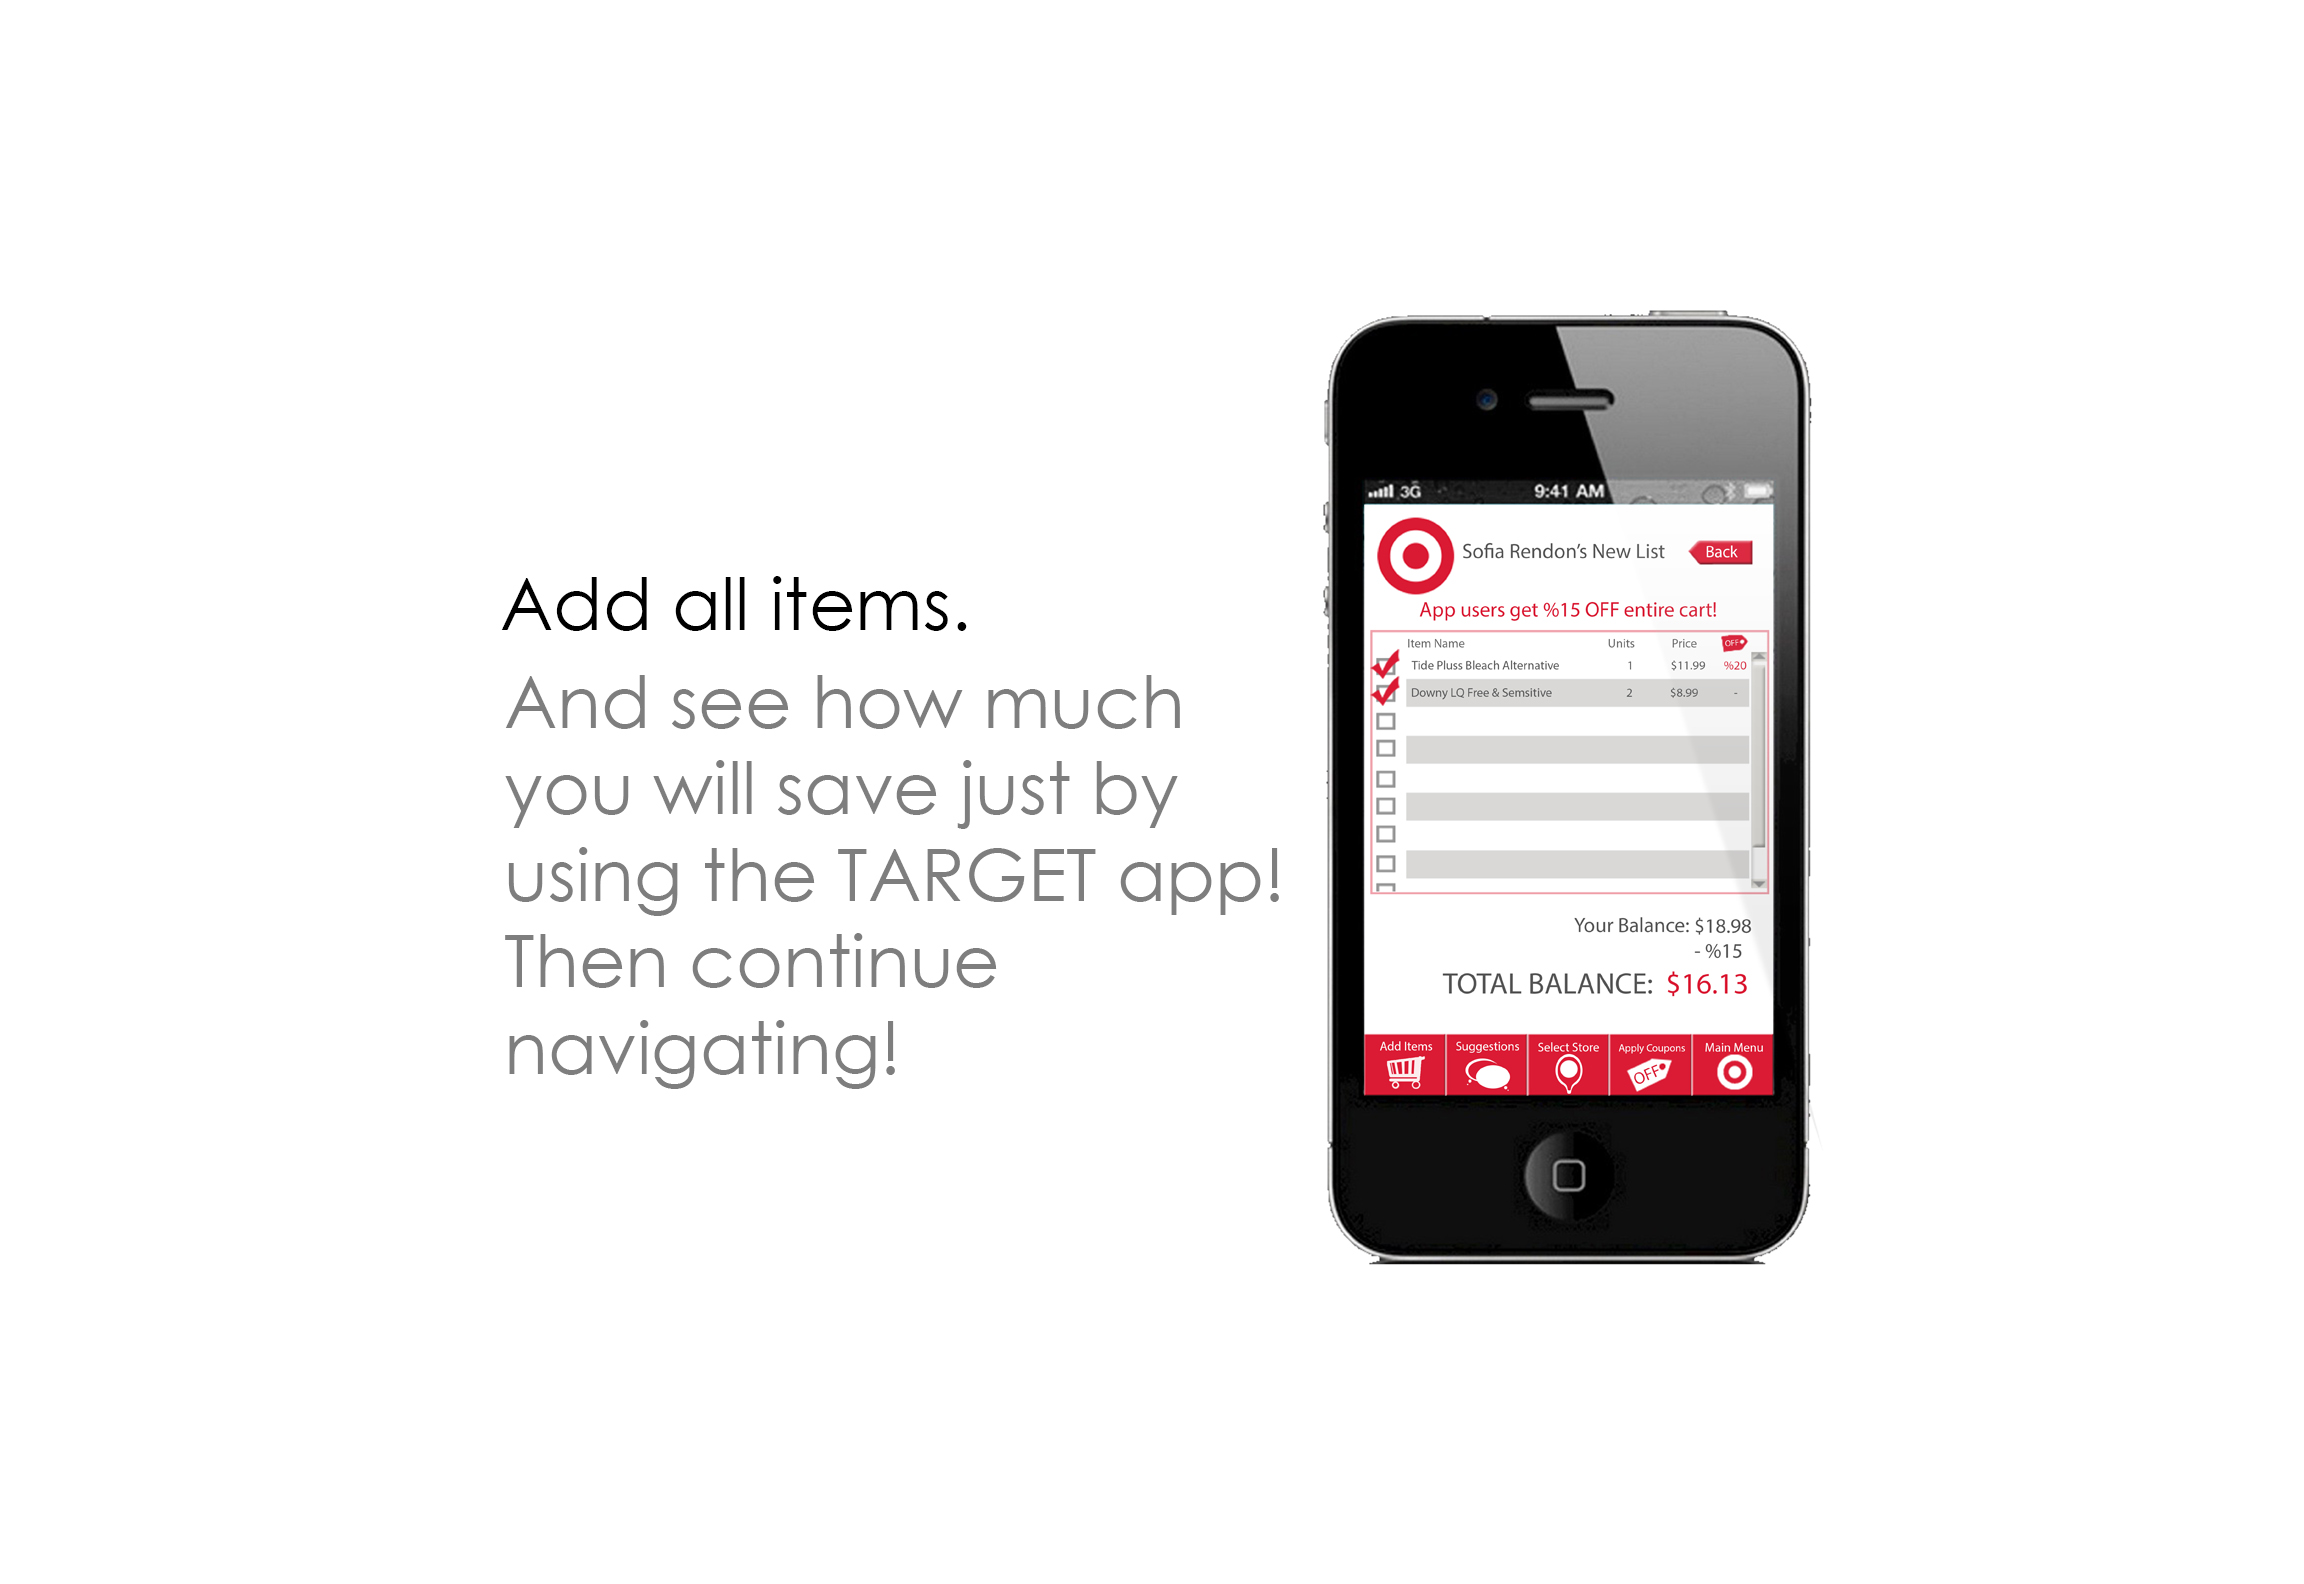 Add all items.
And see how much
you will save just by
using the TARGET app!
Then continue
navigating!
3G 9:41 AM
Sofia Rendon's New List Back
App users get %15 OFF entire cart!
Item Name Units Price OFF
Tide Pluss Bleach Alternative 1 $11.99 %20
Downy LQ Free & Semsitive 2 $8.99 -
Your Balance: $18.98
- %15
TOTAL BALANCE: $16.13
Add Items Suggestions Select Store Apply Coupons Main Menu
OFF